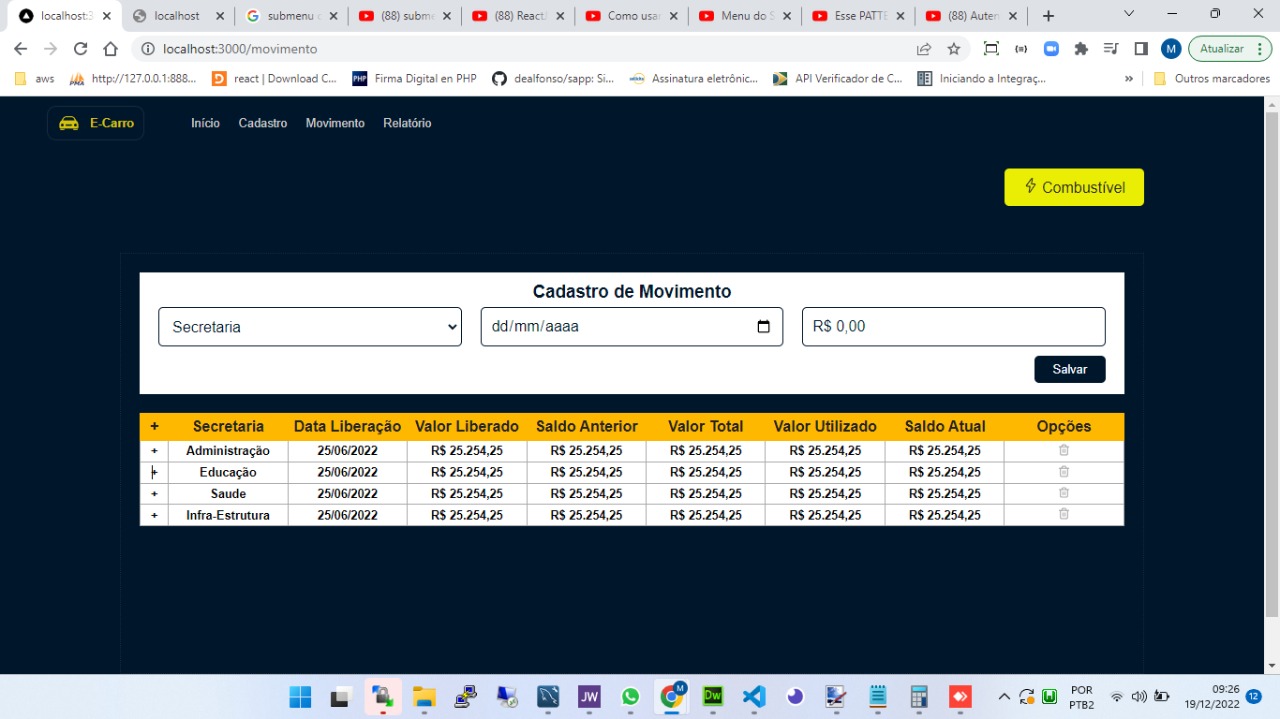 localhost:3
localhost
submenu c
(88) subme
(88) ReactJ
Como usar
Menu do S
Esse PATTE
(88) Auten
localhost:3000/movimento
M
Atualizar
aws
http://127.0.0.1:888...
react | Download C...
PHP
Firma Digital en PHP
dealfonso/sapp: Si...
Assinatura eletrônic...
API Verificador de C...
Iniciando a Integraç...
»
Outros marcadores
E-Carro
Início
Cadastro
Movimento
Relatório
Combustível
Cadastro de Movimento
Secretaria
dd/mm/aaaa
R$ 0,00
Salvar
+ Secretaria Data Liberação Valor Liberado Saldo Anterior Valor Total Valor Utilizado Saldo Atual Opções
+ Administração 25/06/2022 R$ 25.254,25 R$ 25.254,25 R$ 25.254,25 R$ 25.254,25 R$ 25.254,25
+ Educação 25/06/2022 R$ 25.254,25 R$ 25.254,25 R$ 25.254,25 R$ 25.254,25 R$ 25.254,25
+ Saude 25/06/2022 R$ 25.254,25 R$ 25.254,25 R$ 25.254,25 R$ 25.254,25 R$ 25.254,25
+ Infra-Estrutura 25/06/2022 R$ 25.254,25 R$ 25.254,25 R$ 25.254,25 R$ 25.254,25 R$ 25.254,25
JW
M
Dw
POR
PTB2
09:26
19/12/2022
12